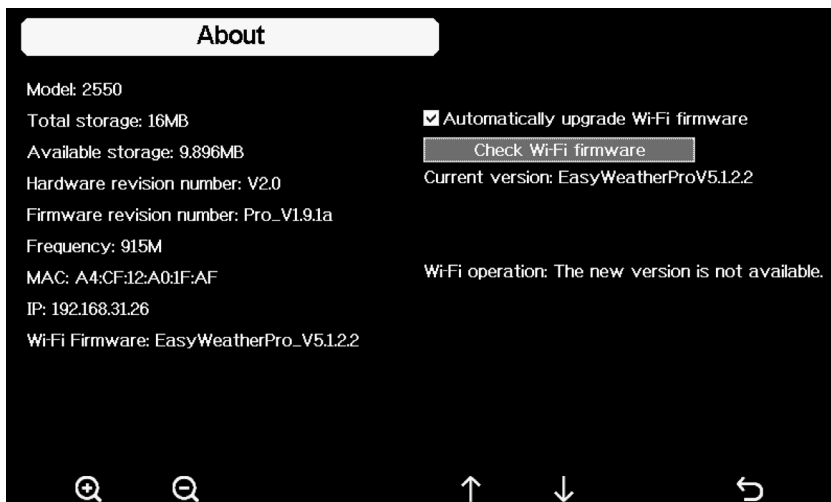 About
Model: 2550
Total storage: 16MB
Available storage: 9.896MB
Hardware revision number: V2.0
Firmware revision number: Pro_V1.9.1a
Frequency: 915M
MAC: A4:CF:12:A0:1F:AF
IP: 192.168.31.26
Wi-Fi Firmware: EasyWeatherPro_V5.1.2.2
Automatically upgrade Wi-Fi firmware
Check Wi-Fi firmware
Current version: EasyWeatherProV5.1.2.2
Wi-Fi operation: The new version is not available.